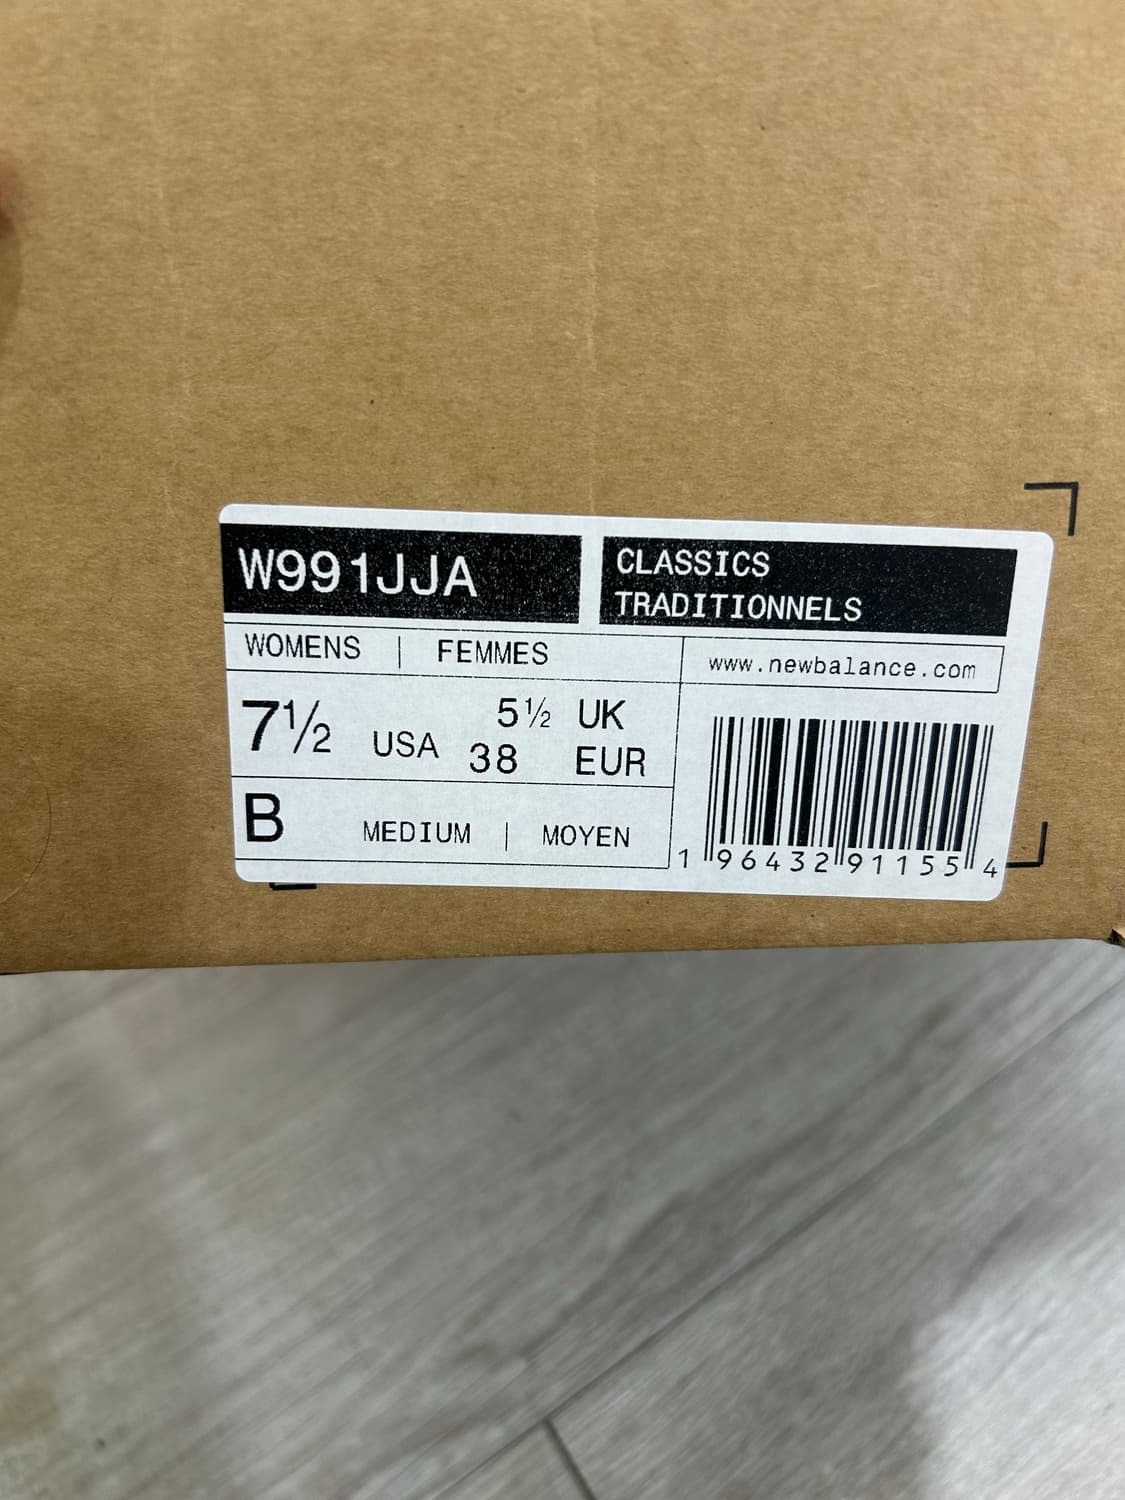 W991JJA
CLASSICS
TRADITIONNELS
WOMENS | FEMMES
www.newbalance.com
7½ USA
5½ UK
38 EUR
B MEDIUM | MOYEN
1 96432 91155 4